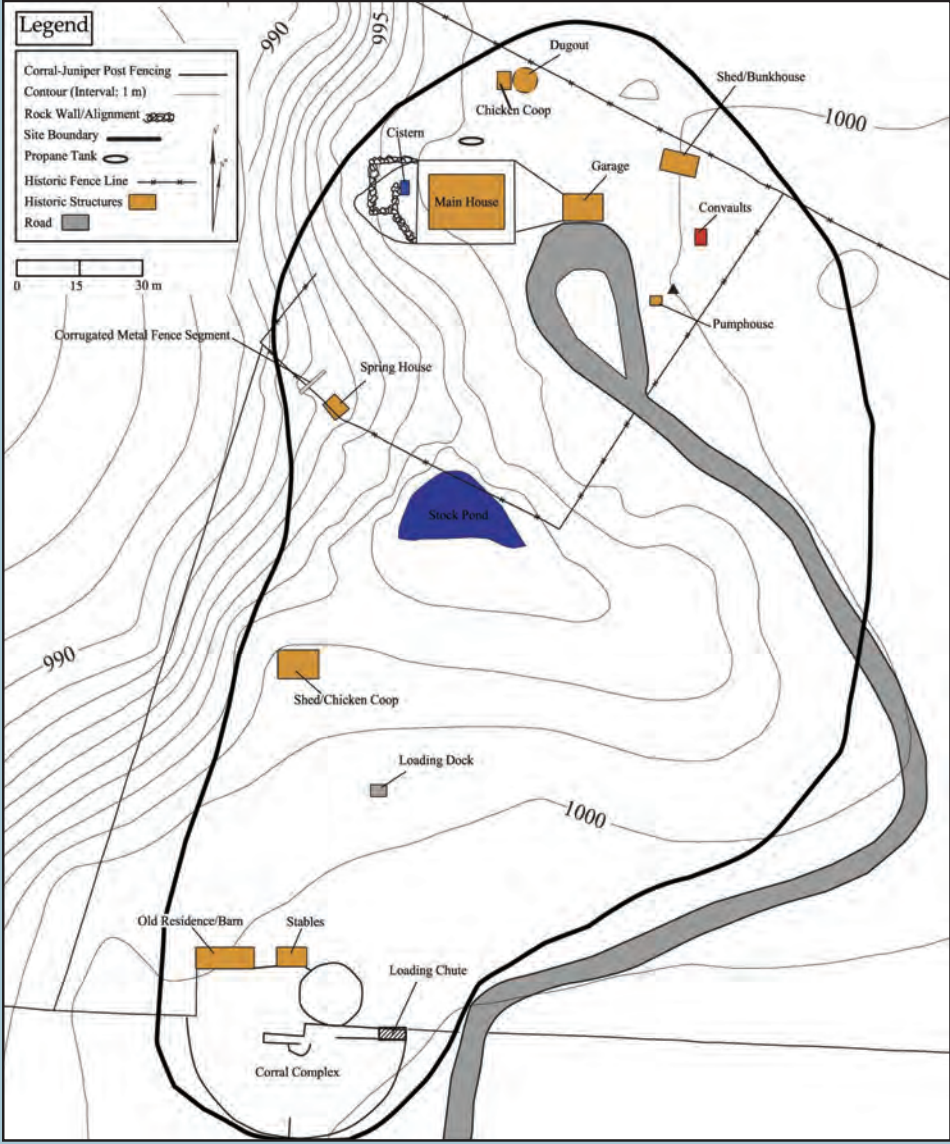 Legend
Corral-Juniper Post Fencing
Contour (Interval: 1 m)
Rock Wall/Alignment
Site Boundary
Propane Tank
Historic Fence Line
Historic Structures
Road
0 15 30 m
990
995
Dugout
Chicken Coop
Shed/Bunkhouse
1000
Cistern
Garage
Main House
Convaults
Pumphouse
Corrugated Metal Fence Segment
Spring House
Stock Pond
990
Shed/Chicken Coop
Loading Dock
1000
Old Residence/Barn
Stables
Loading Chute
Corral Complex